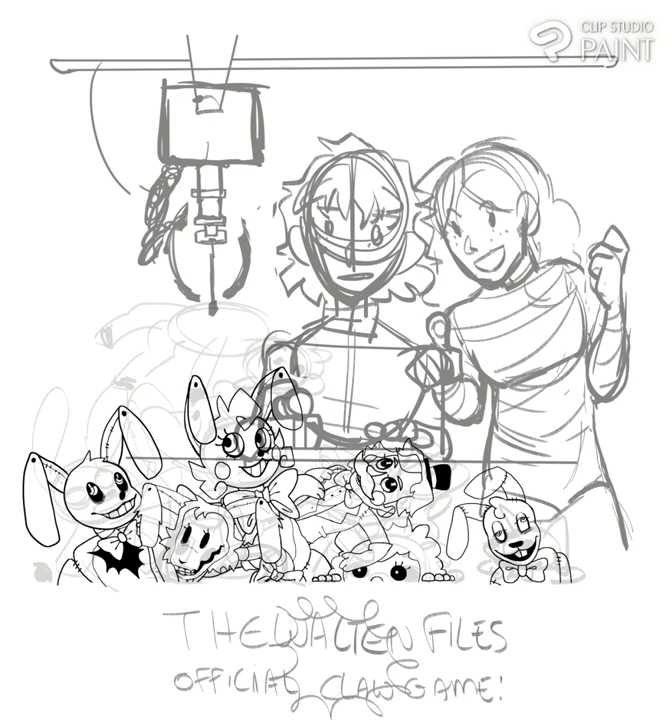 CLIP STUDIO
PAINT
THE WALTEN FILES
OFFICIAL CLAW GAME!